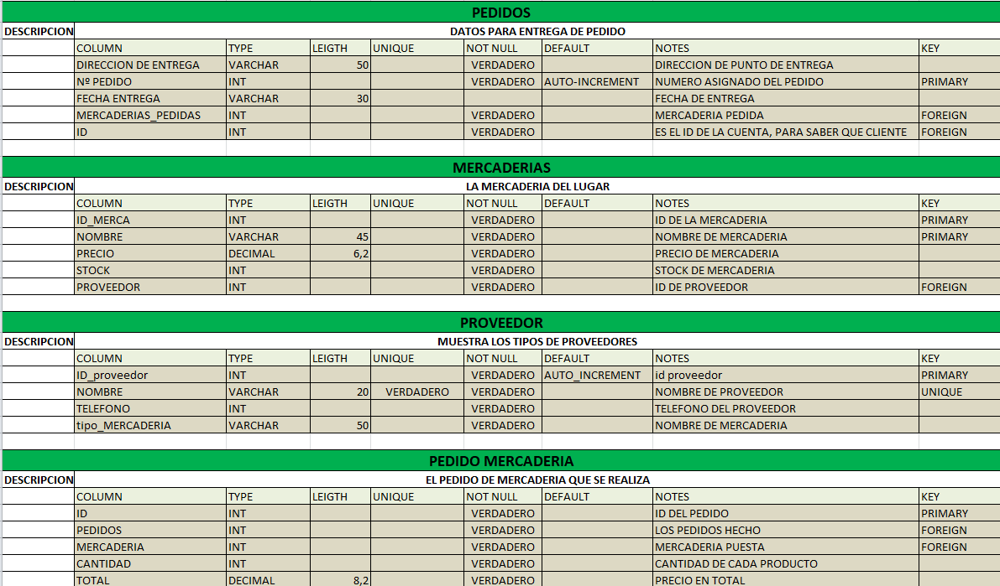 PEDIDOS
DESCRIPCION DATOS PARA ENTREGA DE PEDIDO
COLUMN TYPE LEIGTH UNIQUE NOT NULL DEFAULT NOTES KEY
DIRECCION DE ENTREGA VARCHAR 50 VERDADERO DIRECCION DE PUNTO DE ENTREGA
Nº PEDIDO INT VERDADERO AUTO-INCREMENT NUMERO ASIGNADO DEL PEDIDO PRIMARY
FECHA ENTREGA VARCHAR 30 FECHA DE ENTREGA
MERCADERIAS_PEDIDAS INT VERDADERO MERCADERIA PEDIDA FOREIGN
ID INT VERDADERO ES EL ID DE LA CUENTA, PARA SABER QUE CLIENTE FOREIGN
MERCADERIAS
DESCRIPCION LA MERCADERIA DEL LUGAR
COLUMN TYPE LEIGTH UNIQUE NOT NULL DEFAULT NOTES KEY
ID_MERCA INT VERDADERO ID DE LA MERCADERIA PRIMARY
NOMBRE VARCHAR 45 VERDADERO NOMBRE DE MERCADERIA PRIMARY
PRECIO DECIMAL 6,2 VERDADERO PRECIO DE MERCADERIA
STOCK INT VERDADERO STOCK DE MERCADERIA
PROVEEDOR INT VERDADERO ID DE PROVEEDOR FOREIGN
PROVEEDOR
DESCRIPCION MUESTRA LOS TIPOS DE PROVEEDORES
COLUMN TYPE LEIGTH UNIQUE NOT NULL DEFAULT NOTES KEY
ID_proveedor INT VERDADERO AUTO_INCREMENT id proveedor PRIMARY
NOMBRE VARCHAR 20 VERDADERO VERDADERO NOMBRE DE PROVEEDOR UNIQUE
TELEFONO INT VERDADERO TELEFONO DEL PROVEEDOR
tipo_MERCADERIA VARCHAR 50 VERDADERO NOMBRE DE MERCADERIA
PEDIDO MERCADERIA
DESCRIPCION EL PEDIDO DE MERCADERIA QUE SE REALIZA
COLUMN TYPE LEIGTH UNIQUE NOT NULL DEFAULT NOTES KEY
ID INT VERDADERO ID DEL PEDIDO PRIMARY
PEDIDOS INT VERDADERO LOS PEDIDOS HECHO FOREIGN
MERCADERIA INT VERDADERO MERCADERIA PUESTA FOREIGN
CANTIDAD INT VERDADERO CANTIDAD DE CADA PRODUCTO
TOTAL DECIMAL 8,2 VERDADERO PRECIO EN TOTAL